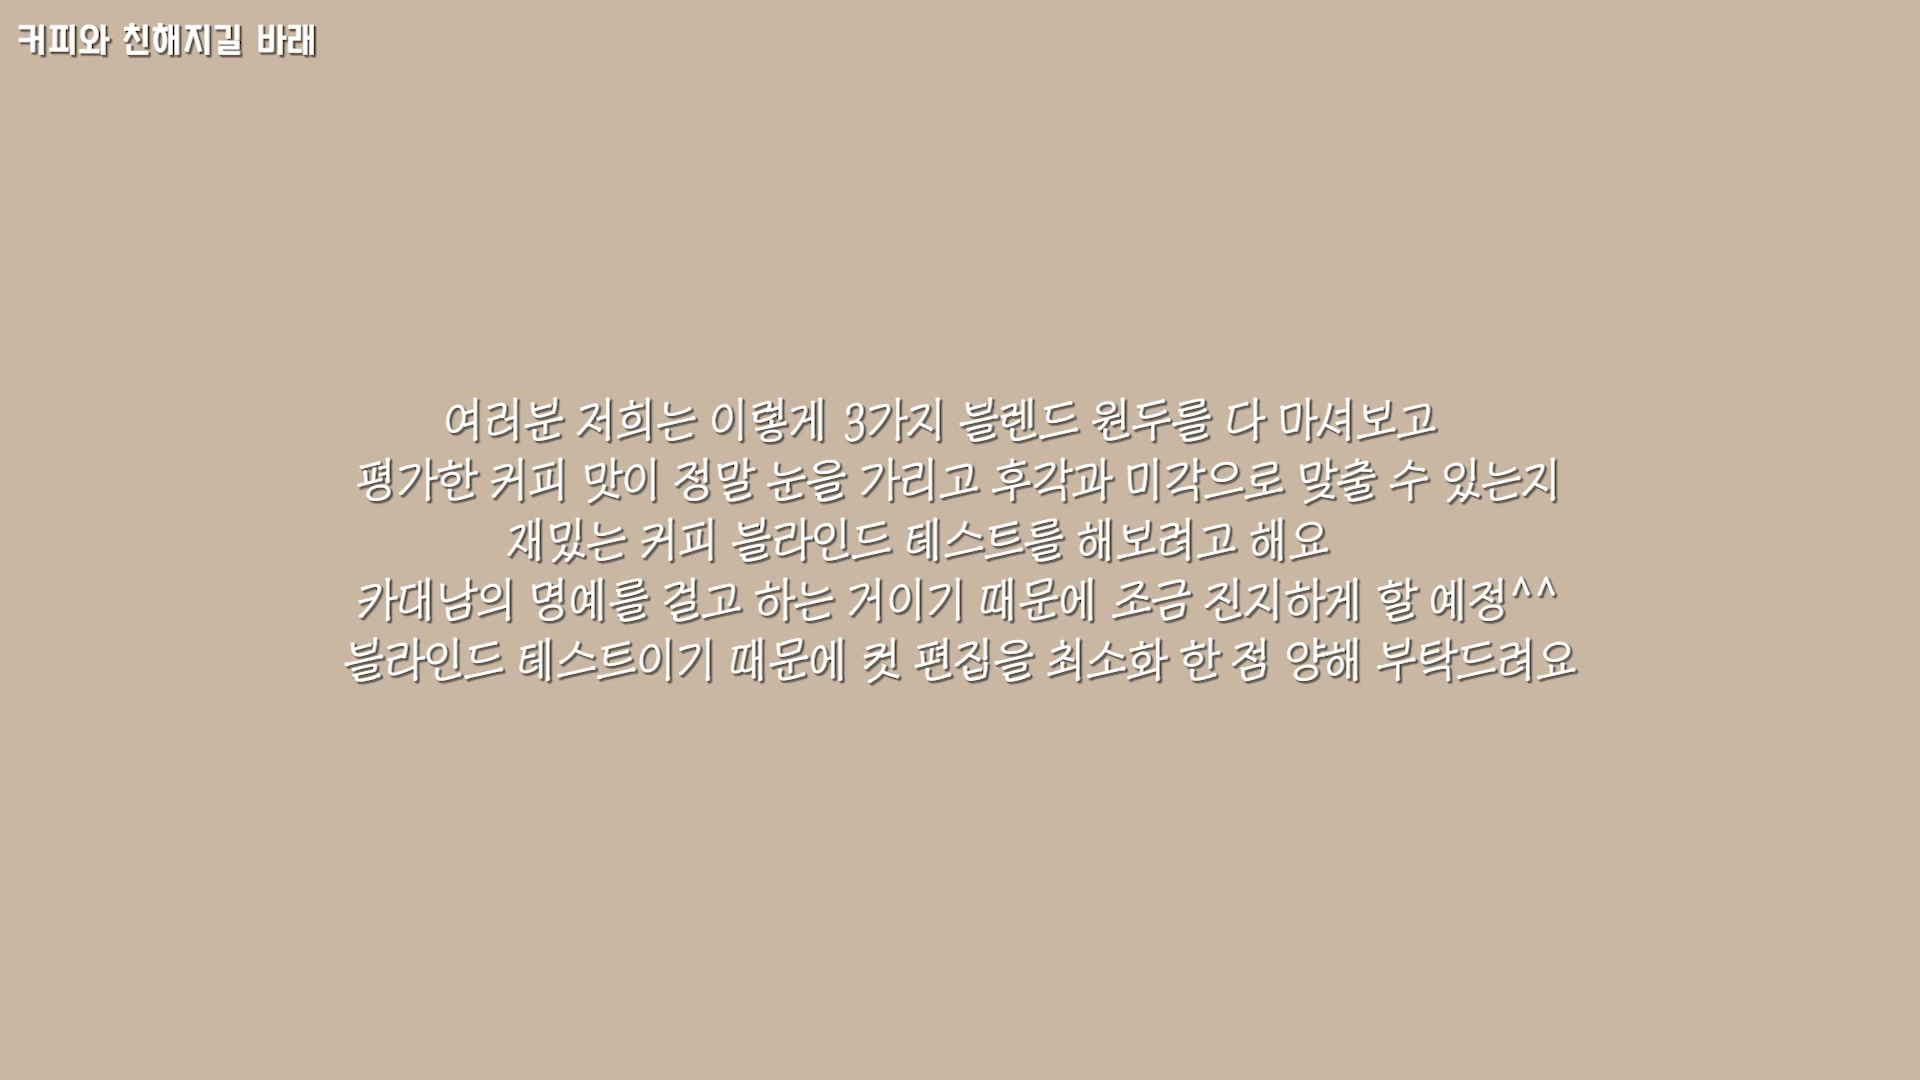 커피와 친해지길 바래
여러분 저희는 이렇게 3가지 블렌드 원두를 다 마셔보고
평가한 커피 맛이 정말 눈을 가리고 후각과 미각으로 맞출 수 있는지
재밌는 커피 블라인드 테스트를 해보려고 해요
카대남의 명예를 걸고 하는 거이기 때문에 조금 진지하게 할 예정^^
블라인드 테스트이기 때문에 컷 편집을 최소화 한 점 양해 부탁드려요